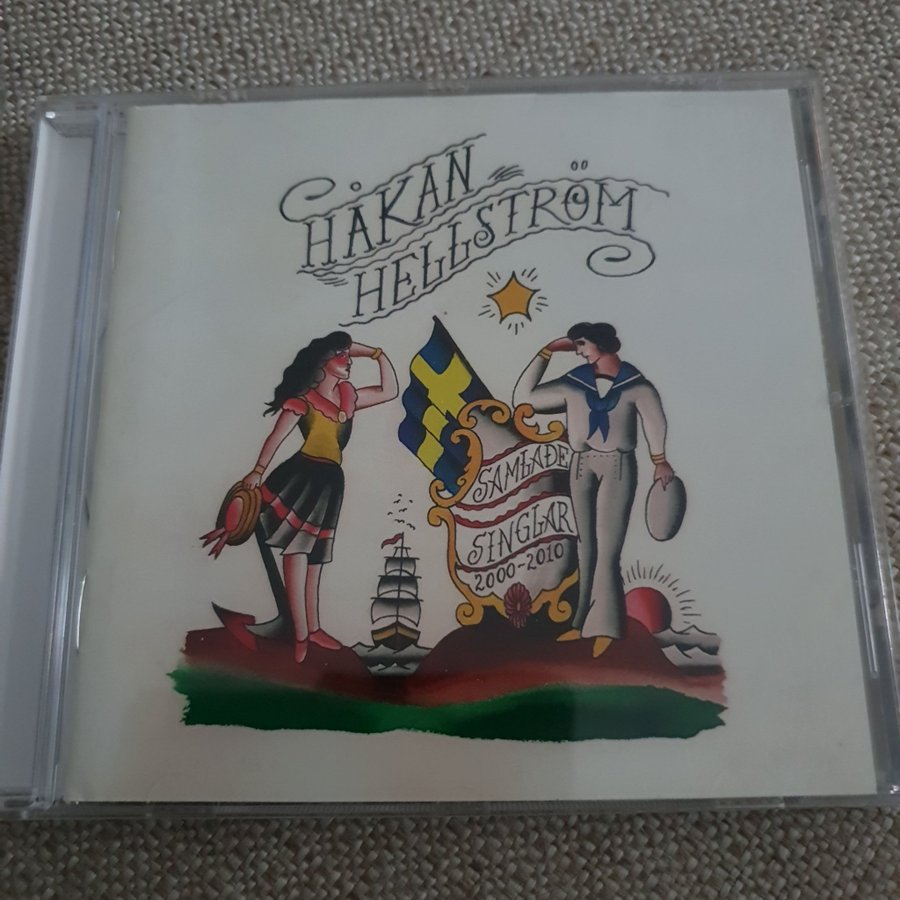 HÅKAN
HELLSTRÖM
SAMLADE
SINGLAR
2000-2010